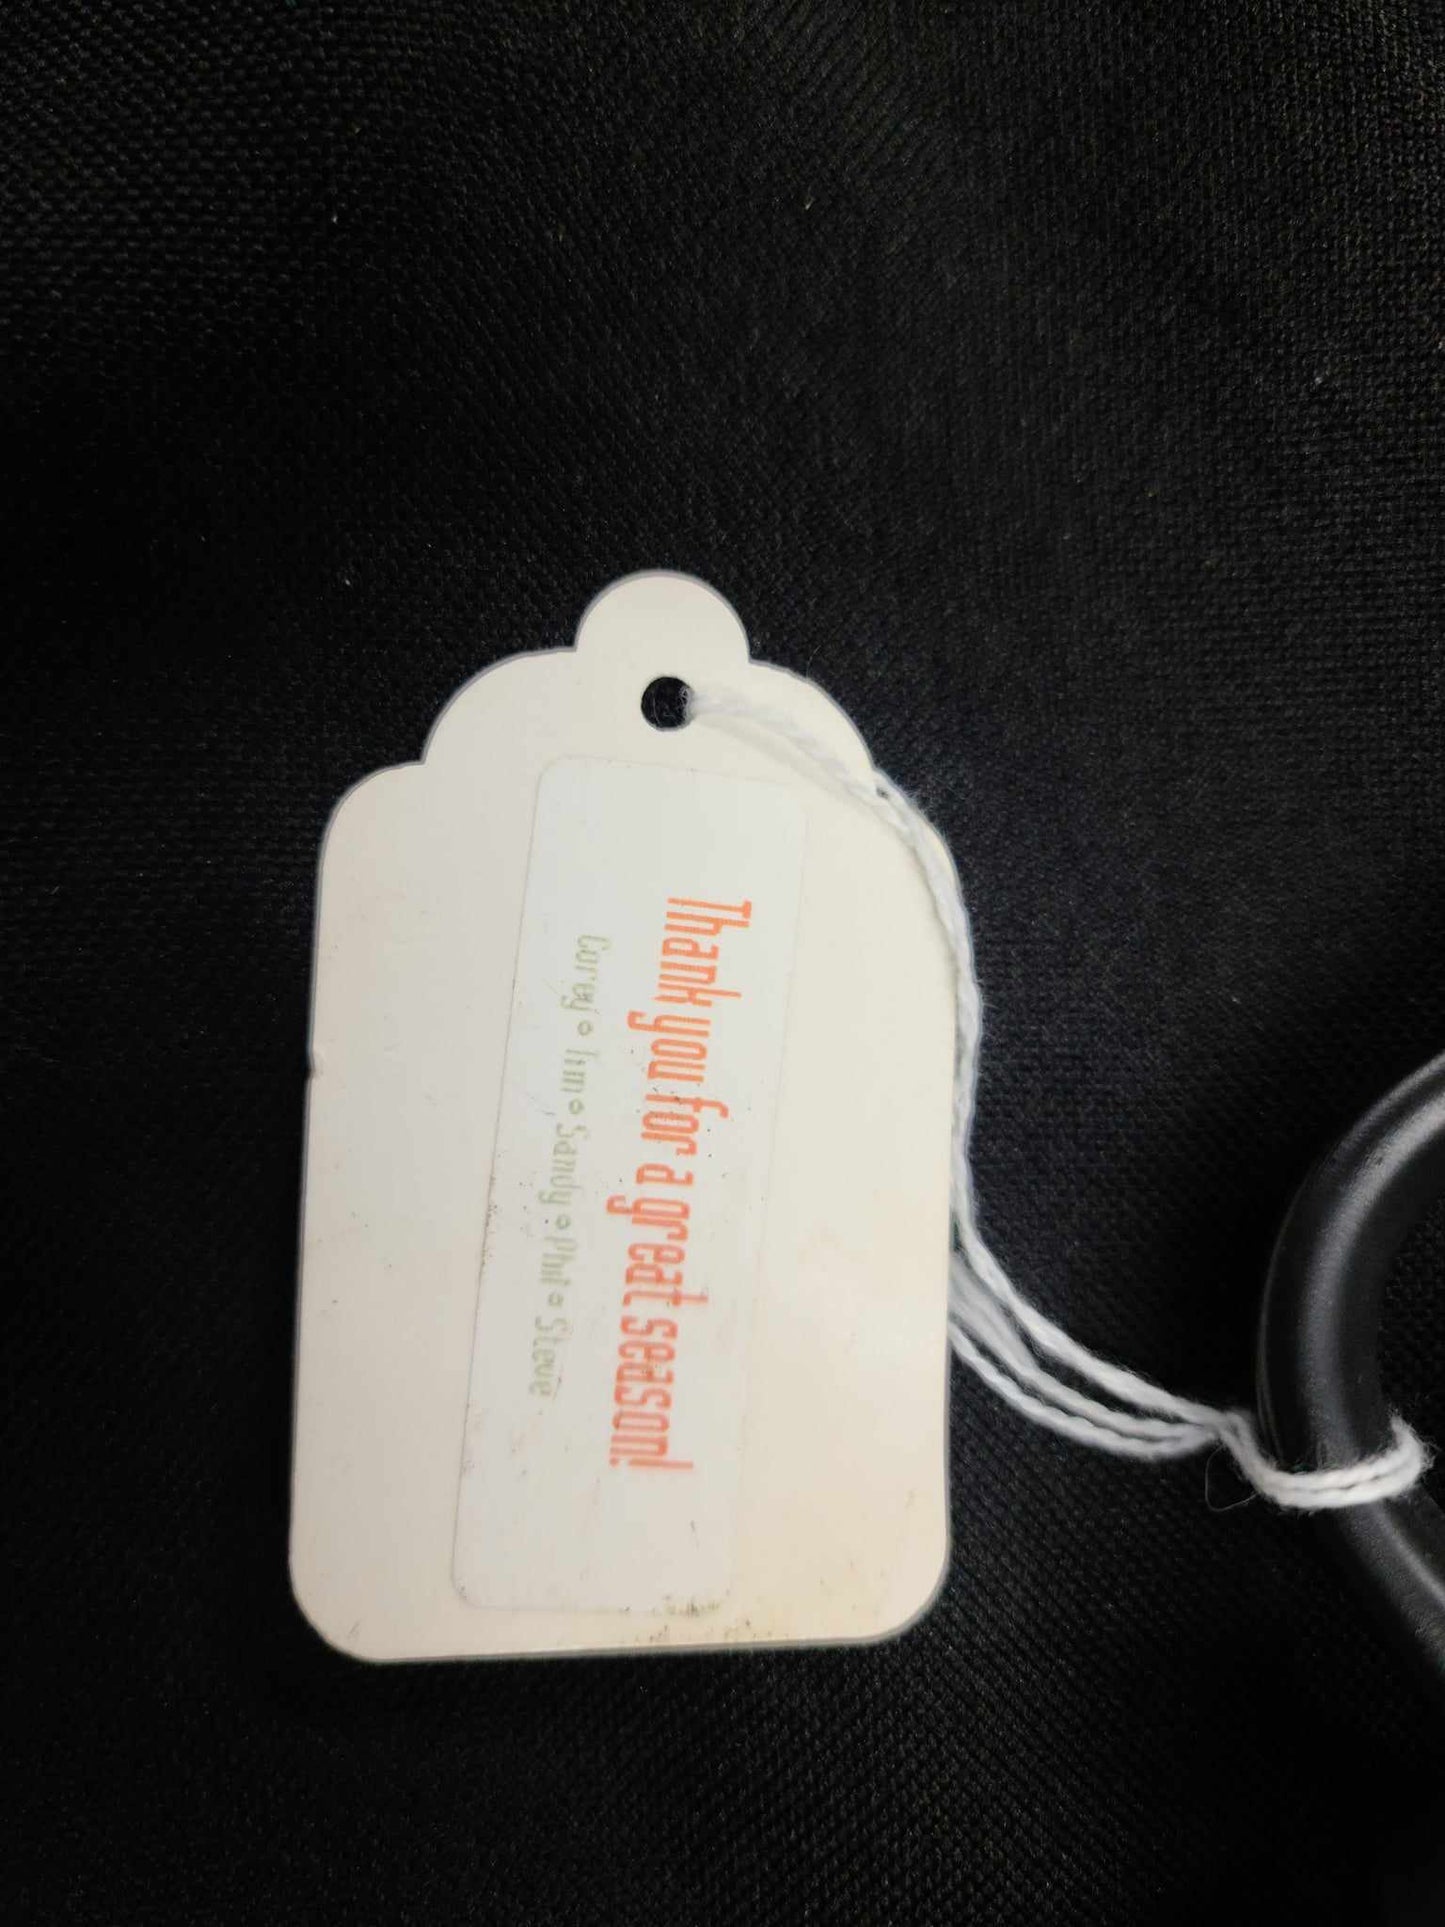 Thank you for a great season!
Corey⋄Tim⋄Sandy⋄Phil⋄Steve